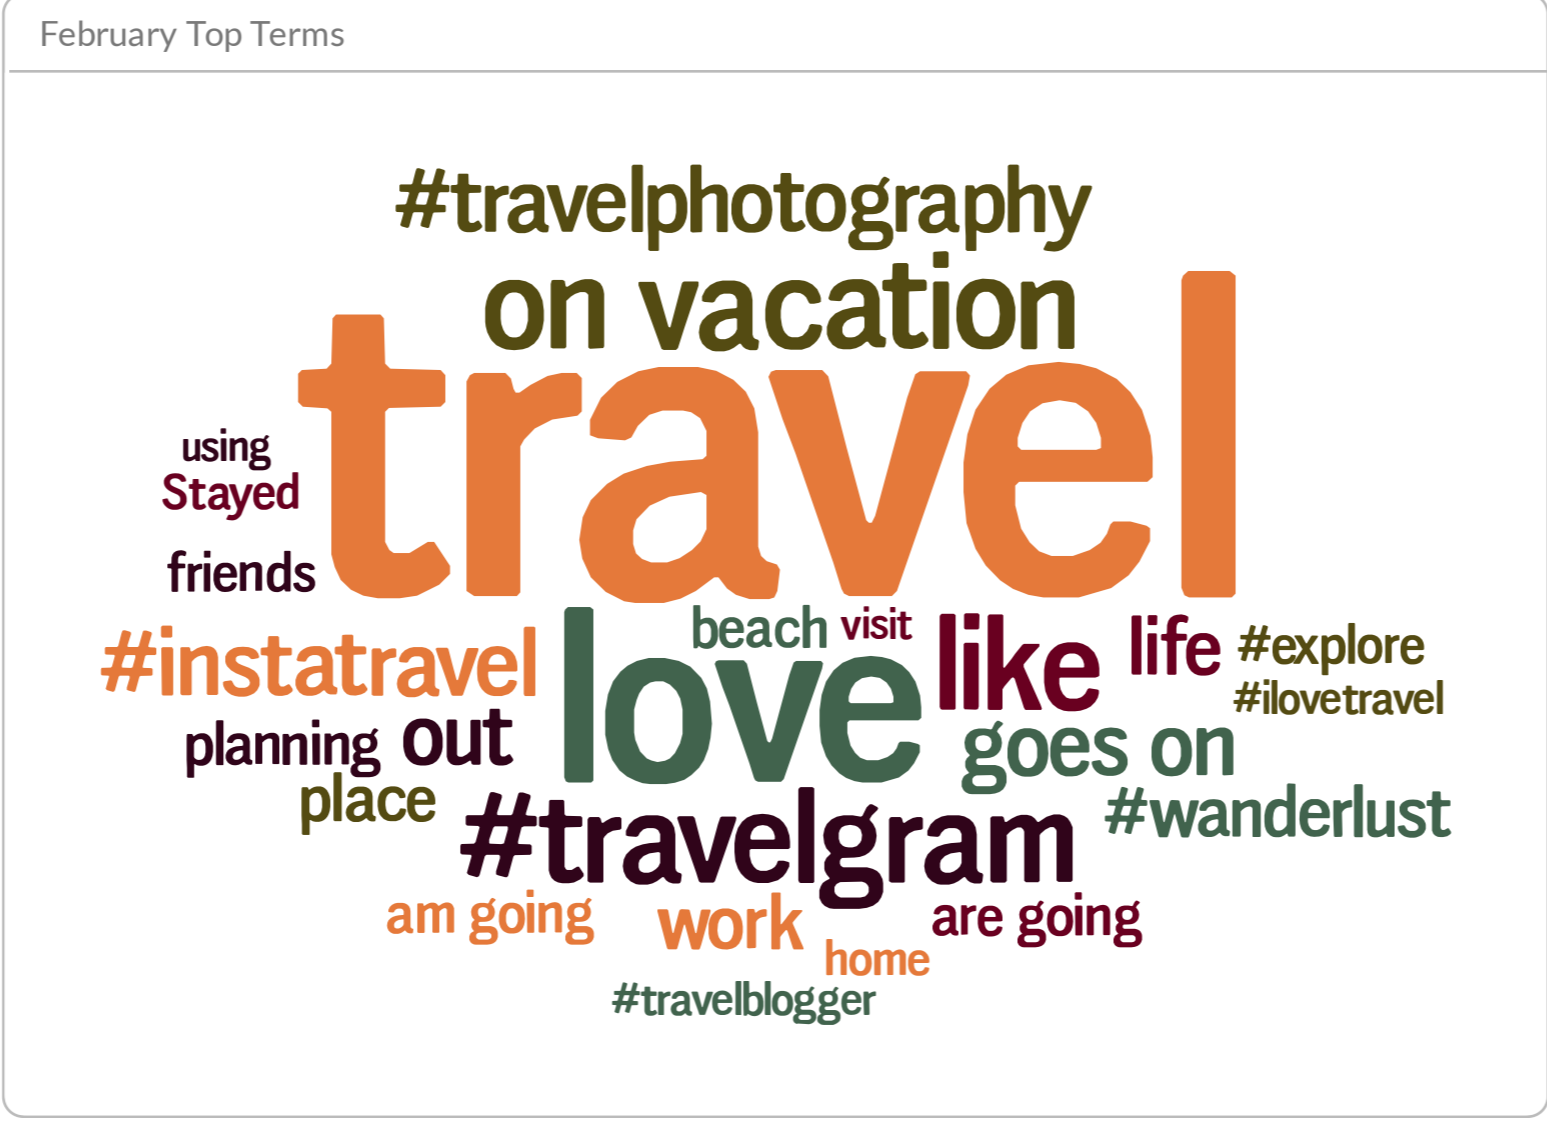 February Top Terms
#travelphotography
on vacation
travel
using
Stayed
friends
beach visit
#instatravel love like life #explore
#ilovetravel
planning out goes on
place #travelgram #wanderlust
am going work are going
home
#travelblogger